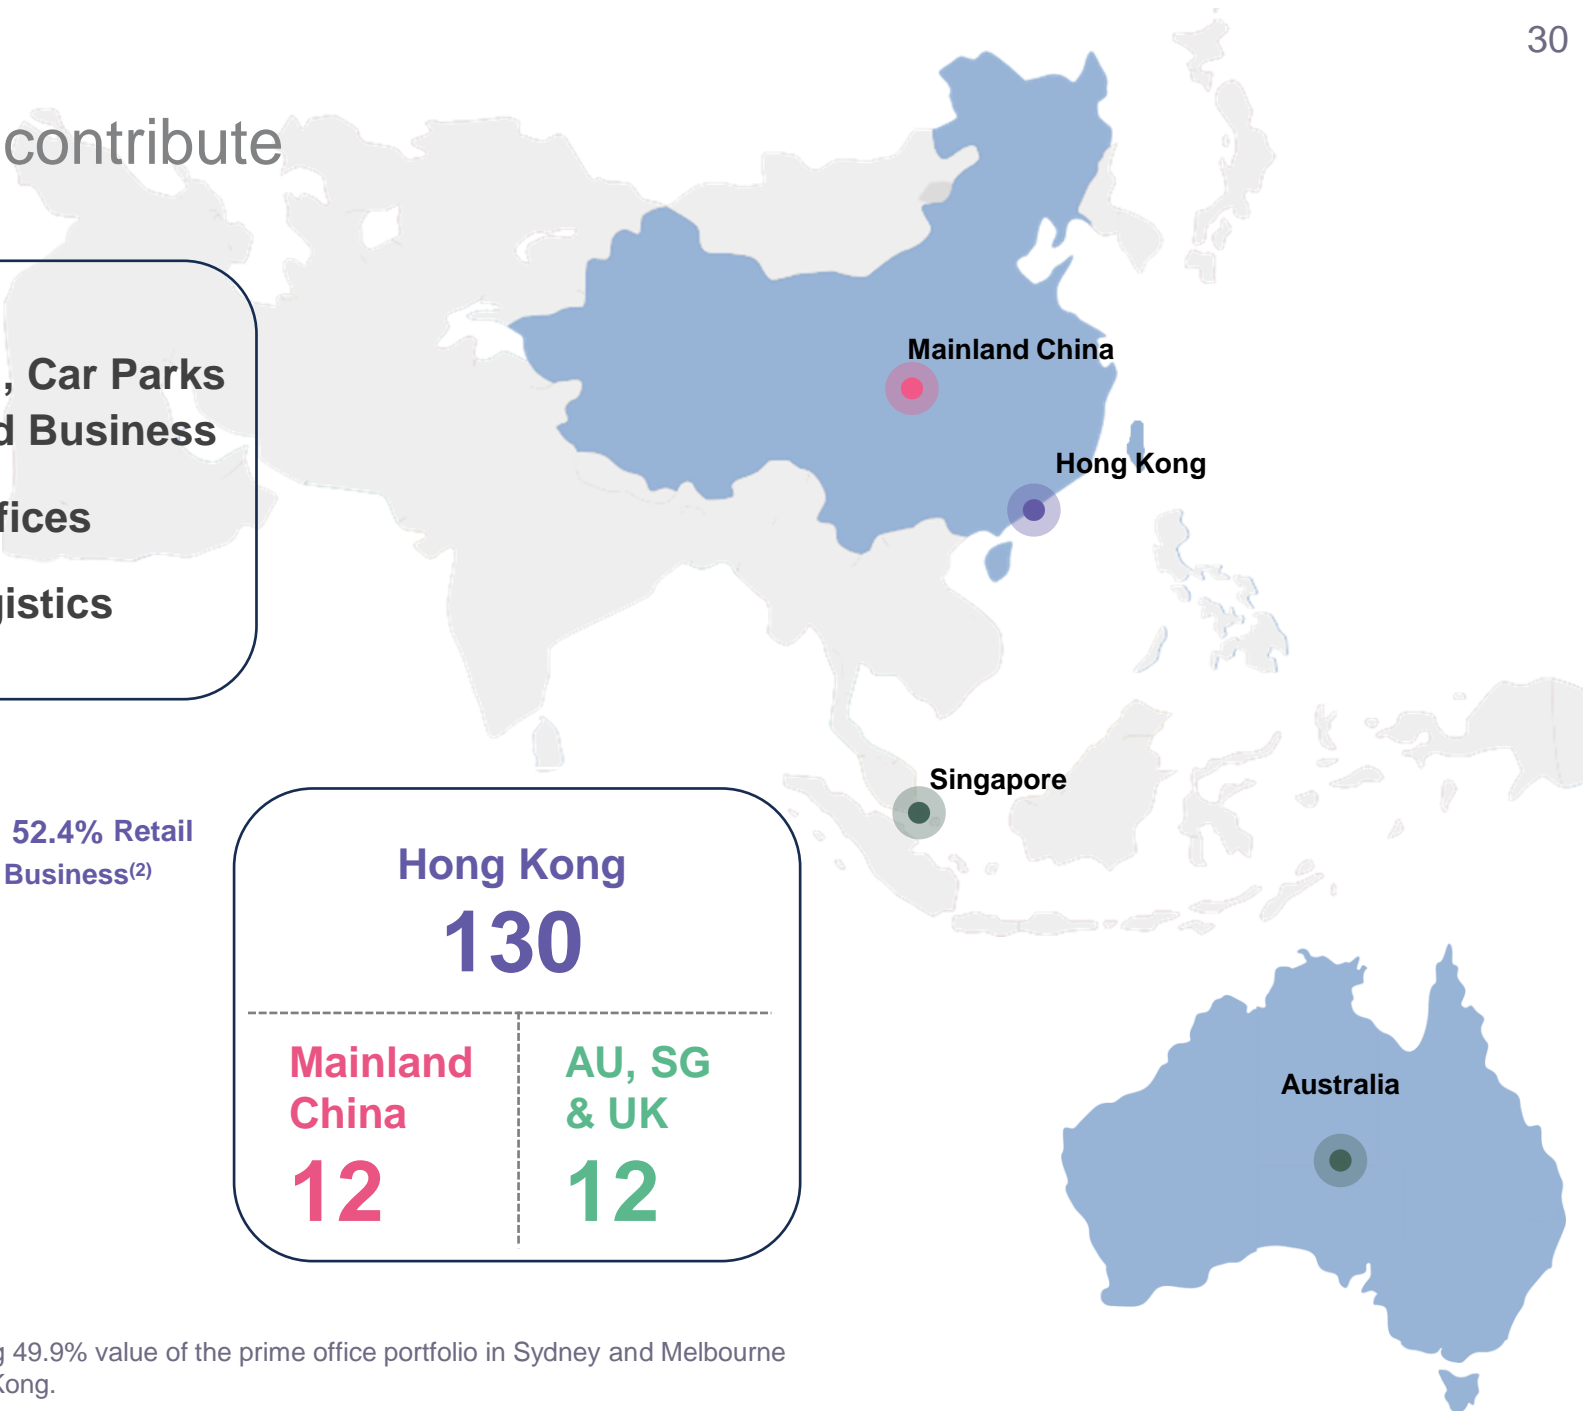 30
contribute
, Car Parks
d Business
fices
gistics
Mainland China
Hong Kong
Singapore
52.4% Retail
Business(2)
Hong Kong
130
Mainland
China
12
AU, SG
& UK
12
Australia
g 49.9% value of the prime office portfolio in Sydney and Melbourne
Kong.